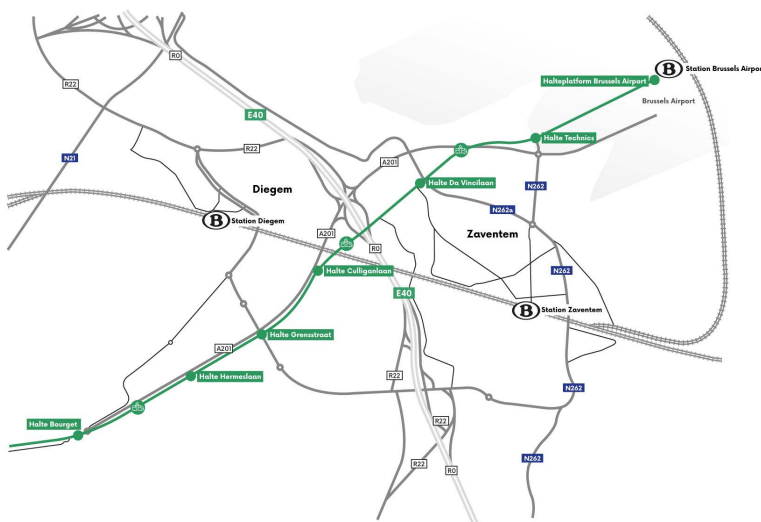 R0
B
Station Brussels Airpor
Halteplatform Brussels Airport
R22
Brussels Airport
E40
Halte Technics
N21
R22
A201
N262
Halte Da Vincilaan
Diegem
N262a
B
Station Diegem
A201
Zaventem
R0
N262
Halte Culliganlaan
E40
B
Station Zaventem
Halte Grensstraat
A201
Halte Hermeslaan
R22
N262
Halte Bourget
R22
N262
R22
R0